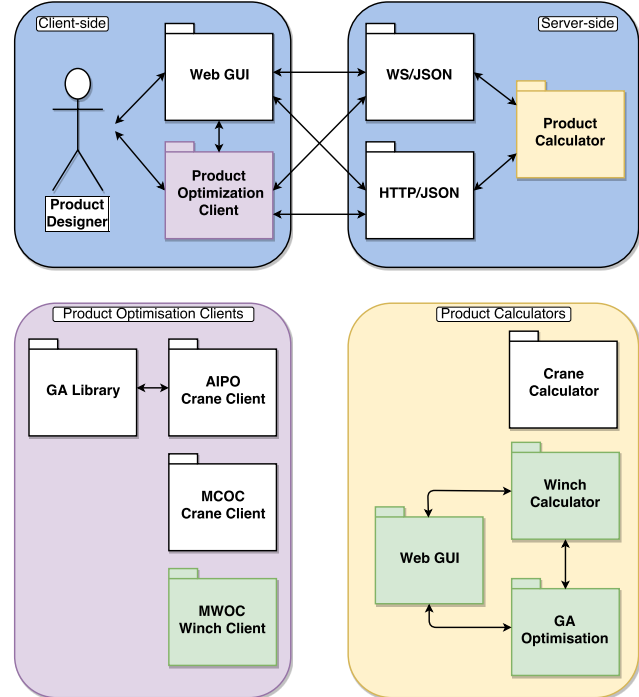 Client-side
Server-side
Web GUI
WS/JSON
Product
Calculator
Product
Optimization
Client
HTTP/JSON
Product
Designer
Product Optimisation Clients
Product Calculators
GA Library
AIPO
Crane Client
Crane
Calculator
MCOC
Crane Client
Winch
Calculator
Web GUI
MWOC
Winch Client
GA
Optimisation